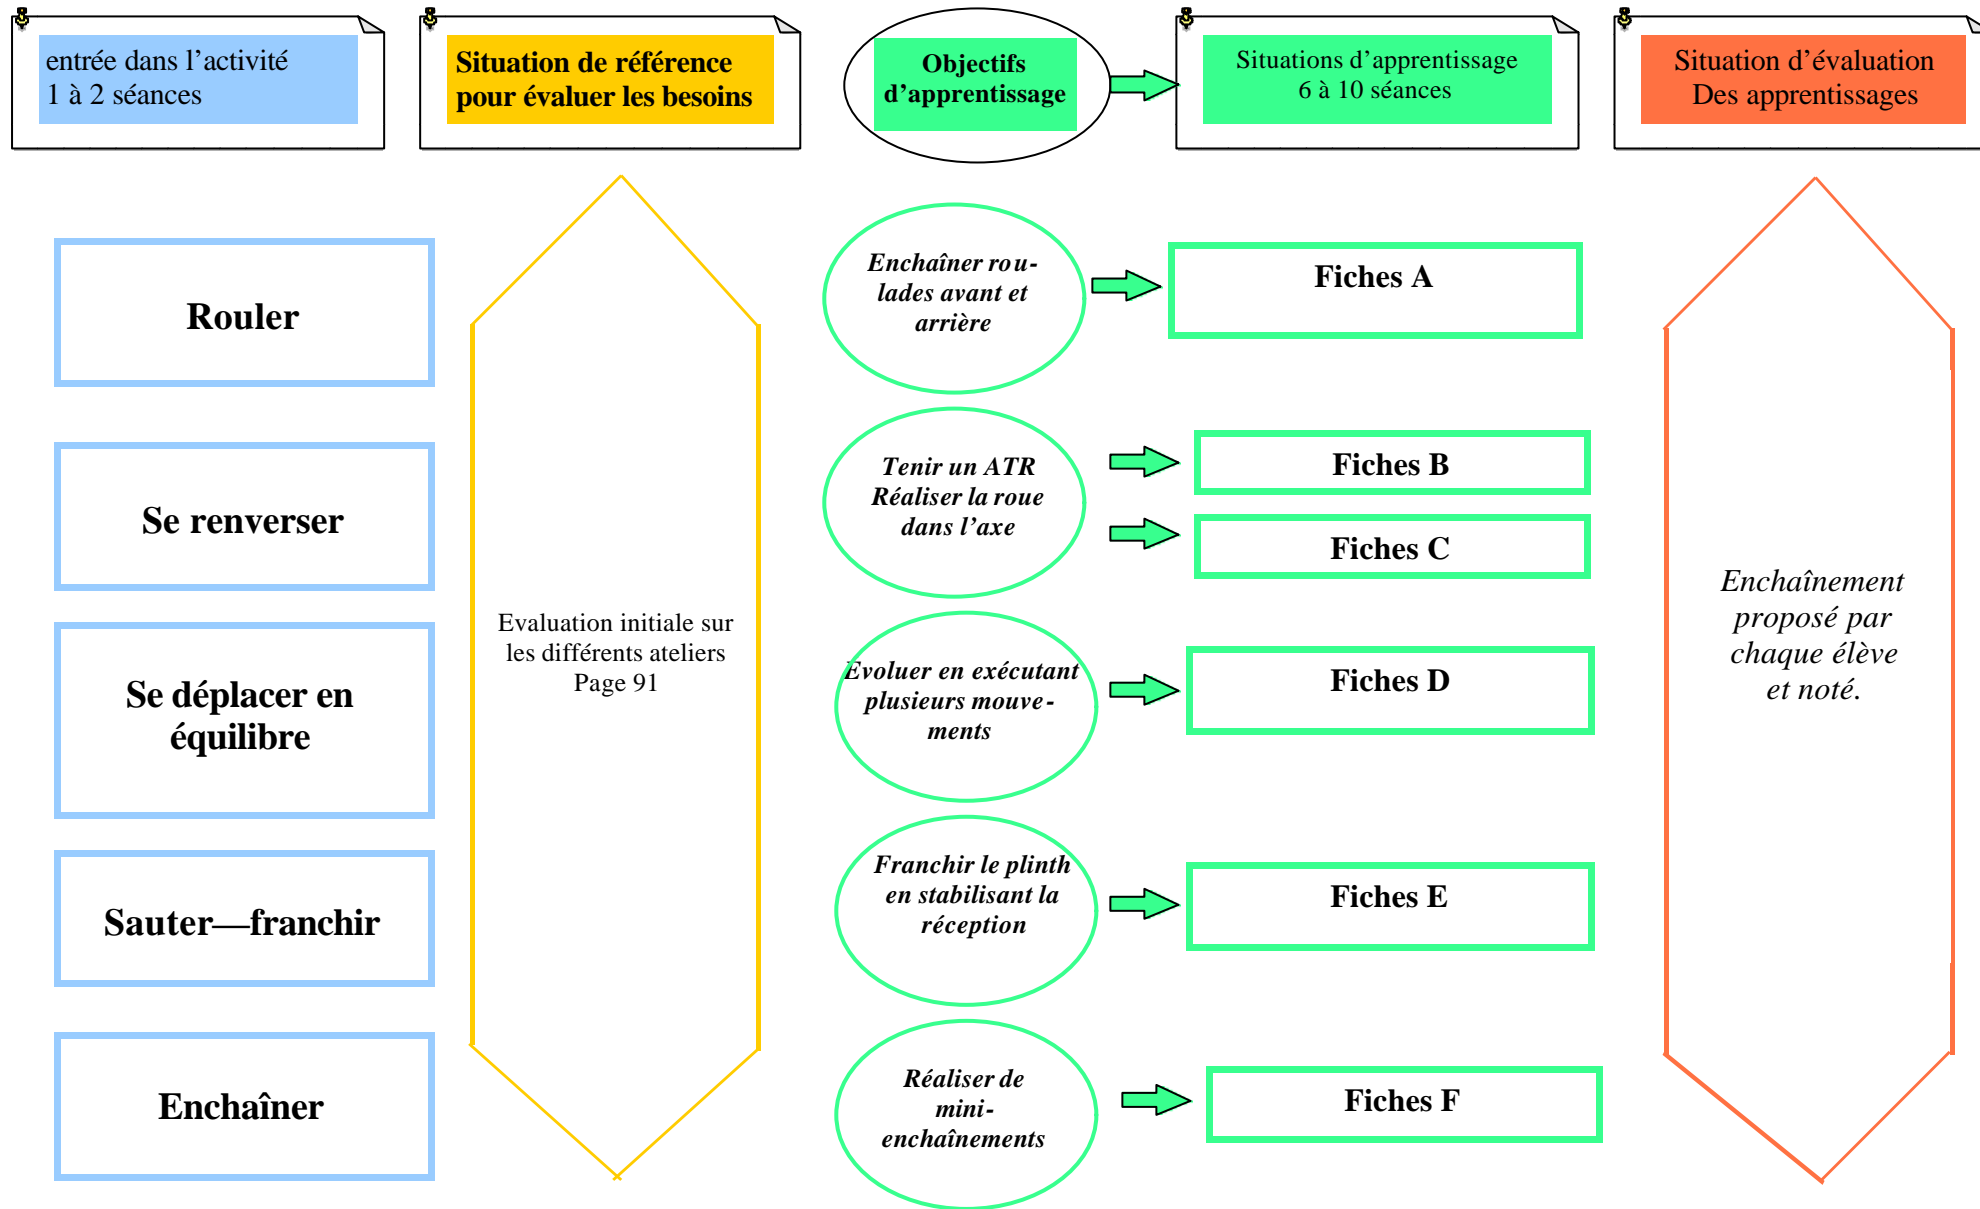 entrée dans l’activité
1 à 2 séances
Situation de référence
pour évaluer les besoins
Objectifs
d’apprentissage
Situations d’apprentissage
6 à 10 séances
Situation d’évaluation
Des apprentissages
Rouler
Se renverser
Se déplacer en
équilibre
Sauter—franchir
Enchaîner
Evaluation initiale sur
les différents ateliers
Page 91
Enchaîner rou-
lades avant et
arrière
Fiches A
Tenir un ATR
Réaliser la roue
dans l’axe
Fiches B
Fiches C
Evoluer en exécutant
plusieurs mouve-
ments
Fiches D
Franchir le plinth
en stabilisant la
réception
Fiches E
Réaliser de
mini-
enchaînements
Fiches F
Enchaînement
proposé par
chaque élève
et noté.